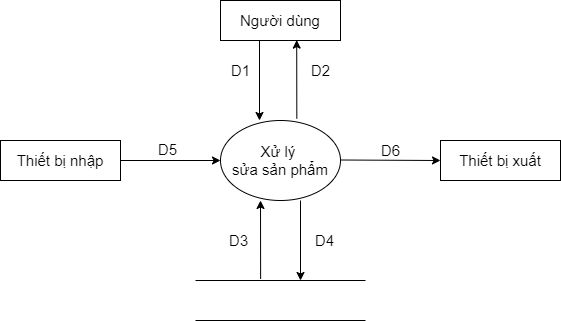 Người dùng
D1
D2
Thiết bị nhập
D5
Xử lý
sửa sản phẩm
D6
Thiết bị xuất
D3
D4